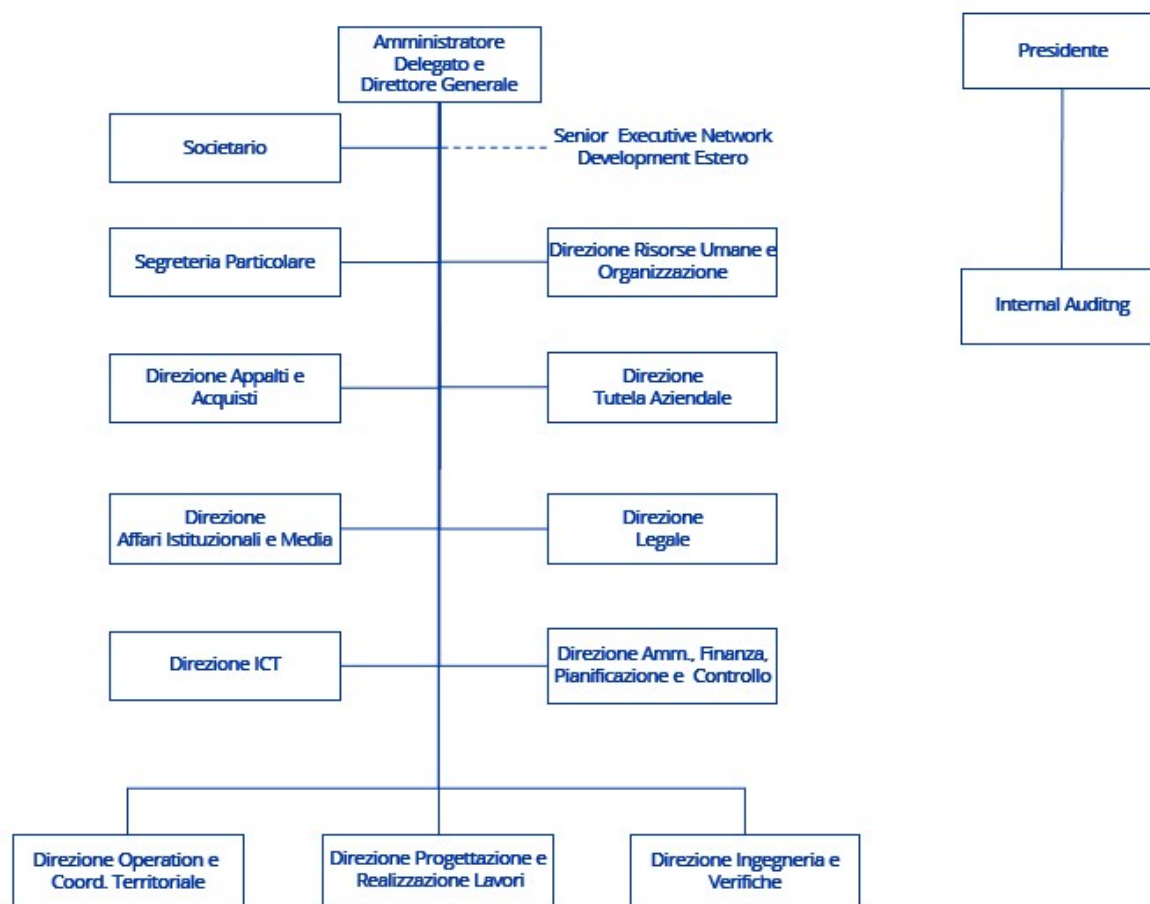 Amministratore
Delegato e
Direttore Generale
Presidente
Societario
Senior Executive Network
Development Estero
Segreteria Particolare
Direzione Risorse Umane e
Organizzazione
Internal Auditng
Direzione Appalti e
Acquisti
Direzione
Tutela Aziendale
Direzione
Affari Istituzionali e Media
Direzione
Legale
Direzione ICT
Direzione Amm., Finanza,
Pianificazione e Controllo
Direzione Operation e
Coord. Territoriale
Direzione Progettazione e
Realizzazione Lavori
Direzione Ingegneria e
Verifiche